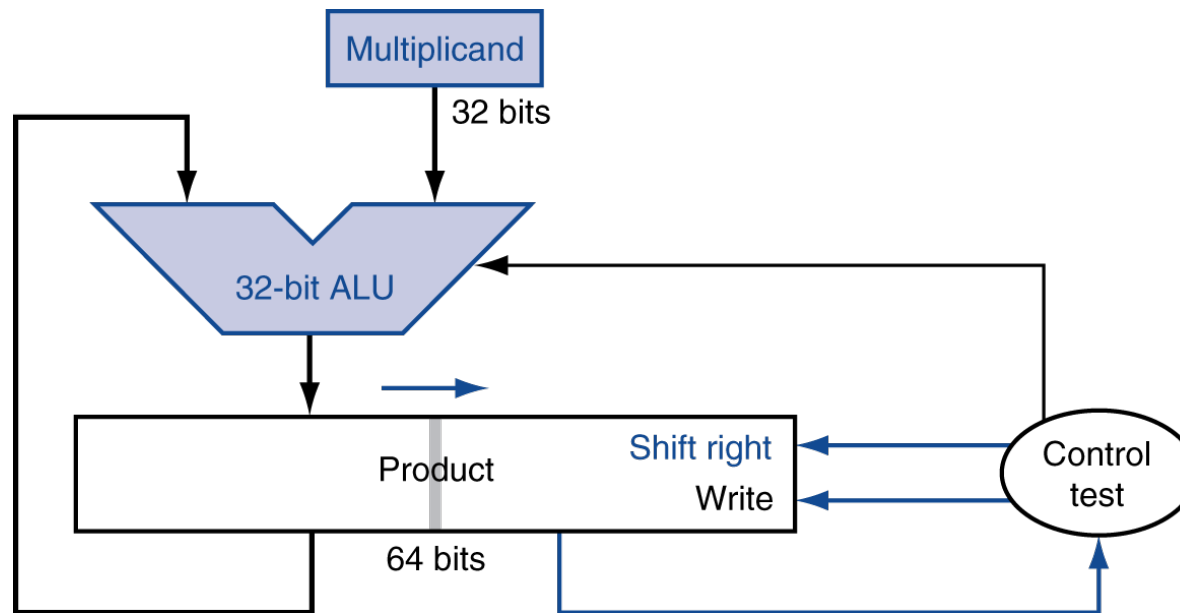 Multiplicand
32 bits
32-bit ALU
Shift right
Product
Write
64 bits
Control
test